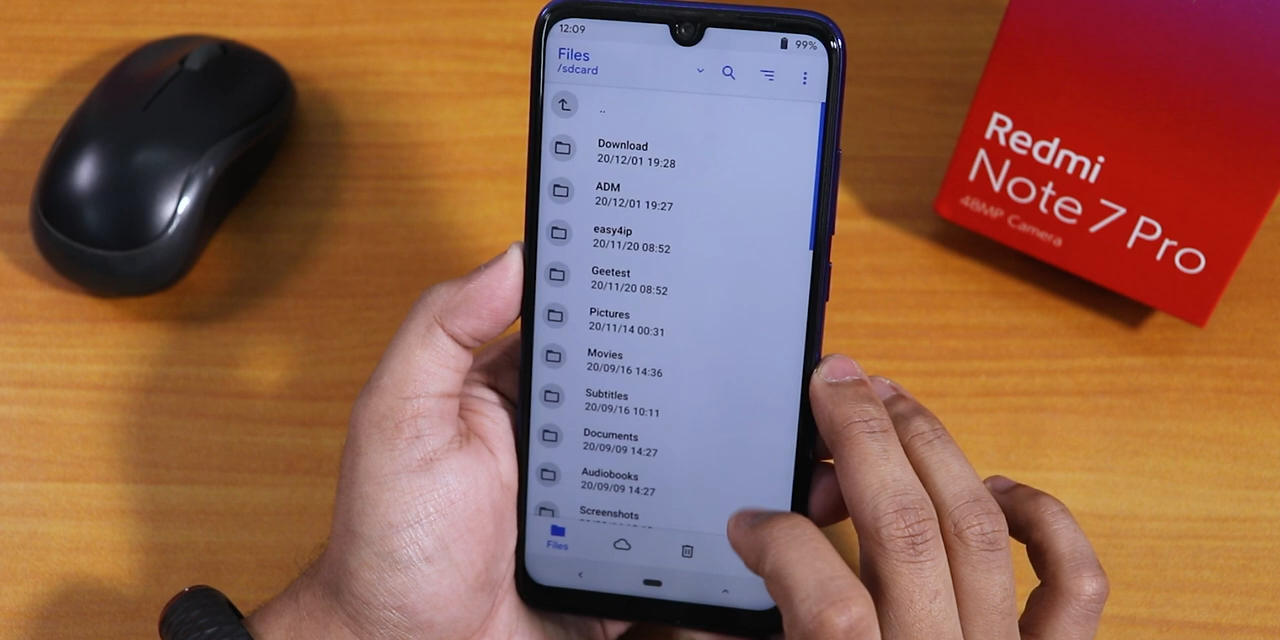 12:09
99%
Files
/sdcard
..
Download
20/12/01 19:28
ADM
20/12/01 19:27
easy4ip
20/11/20 08:52
Geetest
20/11/20 08:52
Pictures
20/11/14 00:31
Movies
20/09/16 14:36
Subtitles
20/09/16 10:11
Documents
20/09/09 14:27
Audiobooks
20/09/09 14:27
Screenshots
Files
Redmi
Note 7 Pro
48MP Camera